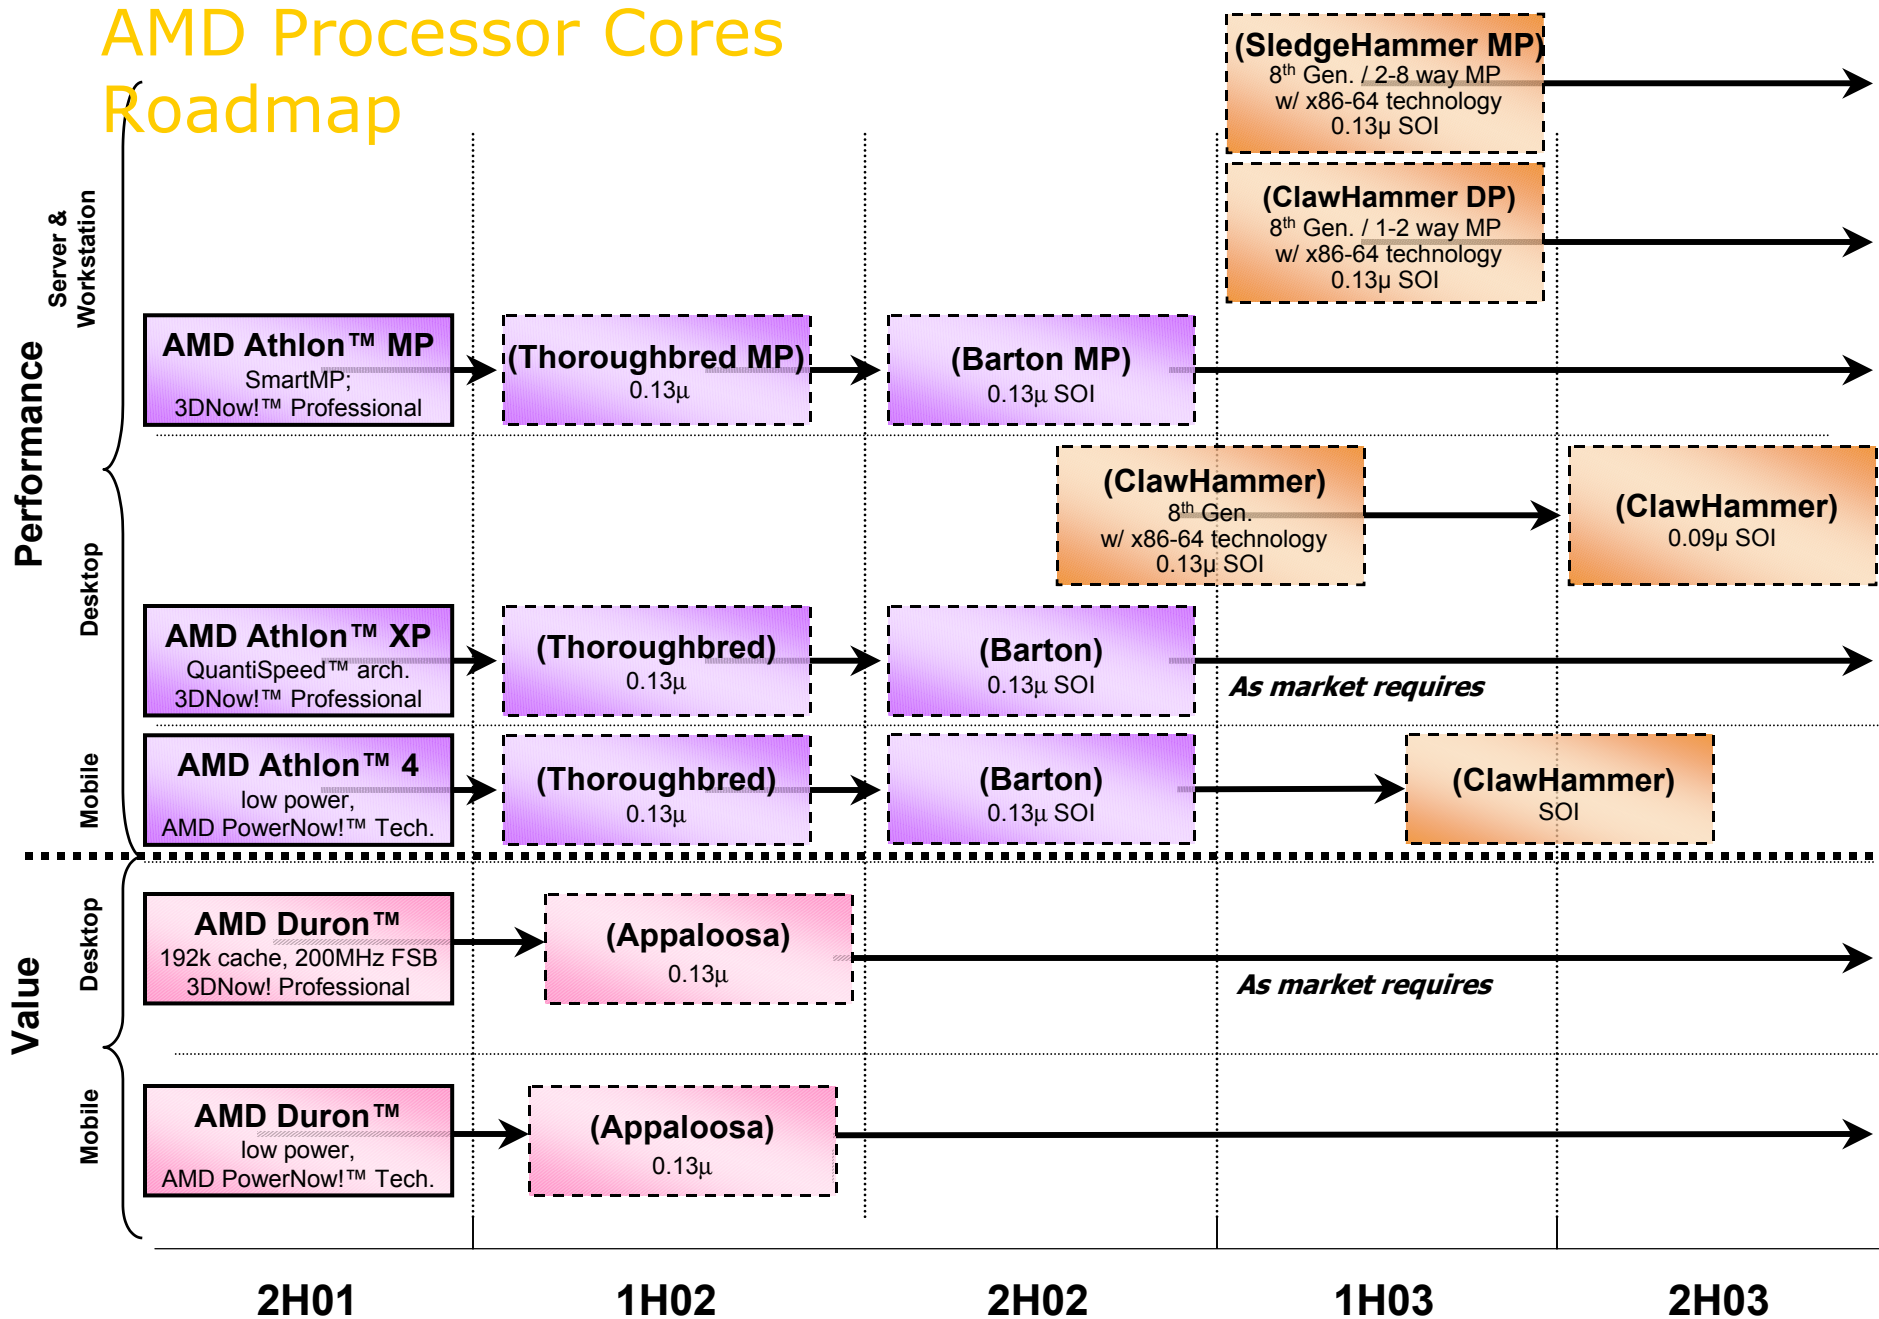 AMD Processor Cores
Roadmap
Performance
Server &
Workstation
(SledgeHammer MP)
8th Gen. / 2-8 way MP
w/ x86-64 technology
0.13µ SOI
(ClawHammer DP)
8th Gen. / 1-2 way MP
w/ x86-64 technology
0.13µ SOI
AMD Athlon™ MP
SmartMP;
3DNow!™ Professional
(Thoroughbred MP)
0.13µ
(Barton MP)
0.13µ SOI
Desktop
(ClawHammer)
8th Gen.
w/ x86-64 technology
0.13µ SOI
(ClawHammer)
0.09µ SOI
AMD Athlon™ XP
QuantiSpeed™ arch.
3DNow!™ Professional
(Thoroughbred)
0.13µ
(Barton)
0.13µ SOI
As market requires
Mobile
AMD Athlon™ 4
low power,
AMD PowerNow!™ Tech.
(Thoroughbred)
0.13µ
(Barton)
0.13µ SOI
(ClawHammer)
SOI
Value
Desktop
AMD Duron™
192k cache, 200MHz FSB
3DNow! Professional
(Appaloosa)
0.13µ
As market requires
Mobile
AMD Duron™
low power,
AMD PowerNow!™ Tech.
(Appaloosa)
0.13µ
2H01
1H02
2H02
1H03
2H03